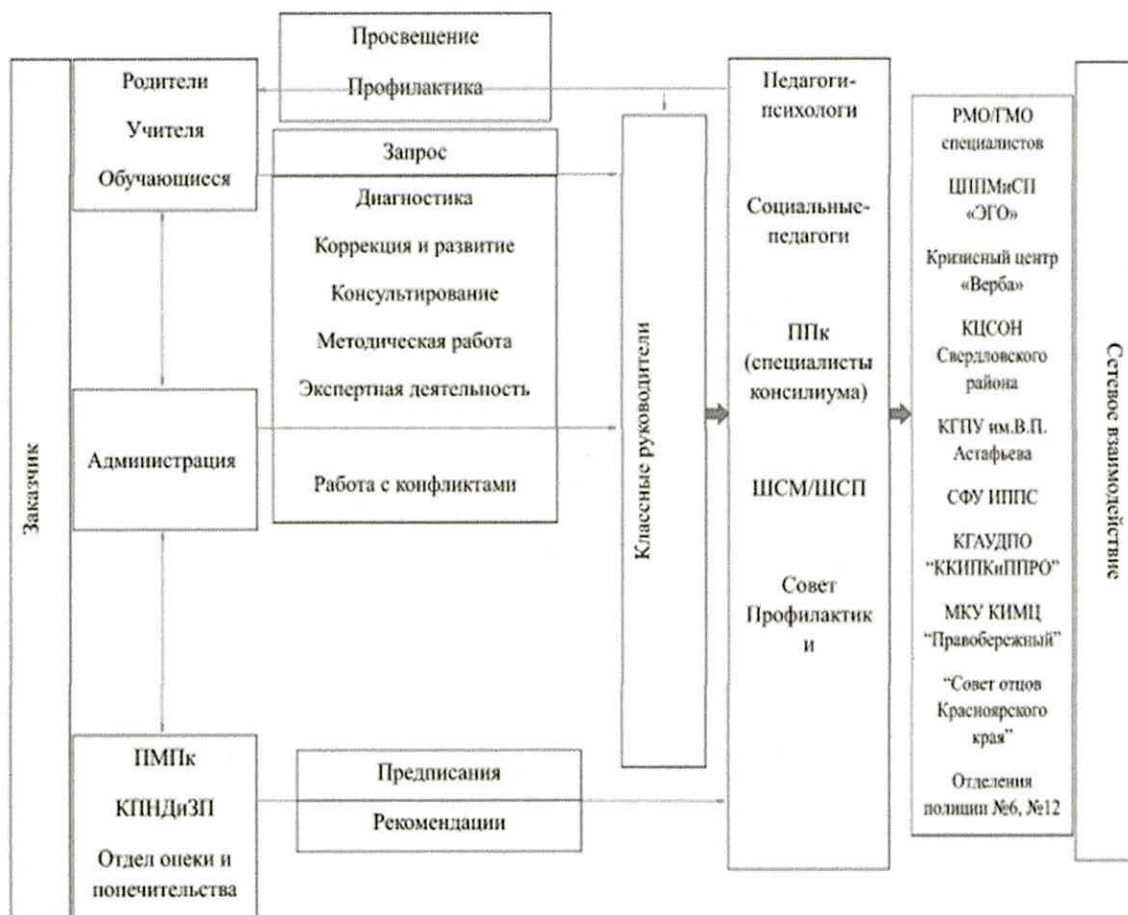 Заказчик
Родители
Учителя
Обучающиеся
Администрация
ПМПк
КПНДиЗП
Отдел опеки и
попечительства
Просвещение
Профилактика
Запрос
Диагностика
Коррекция и развитие
Консультирование
Методическая работа
Экспертная деятельность
Работа с конфликтами
Предписания
Рекомендации
Классные руководители
Педагоги-
психологи
Социальные-
педагоги
ППк
(специалисты
консилиума)
ШСМ/ШСП
Совет
Профилактик
и
РМО/ГМО
специалистов
ЦППМиСП
«ЭГО»
Кризисный центр
«Верба»
КЦСОН
Свердловского
района
КГПУ им.В.П.
Астафьева
СФУ ИППС
КГАУДПО
“ККИПКиППРО”
МКУ КИМЦ
“Правобережный”
“Совет отцов
Красноярского
края”
Отделения
полиции №6, №12
Сетевое взаимодействие